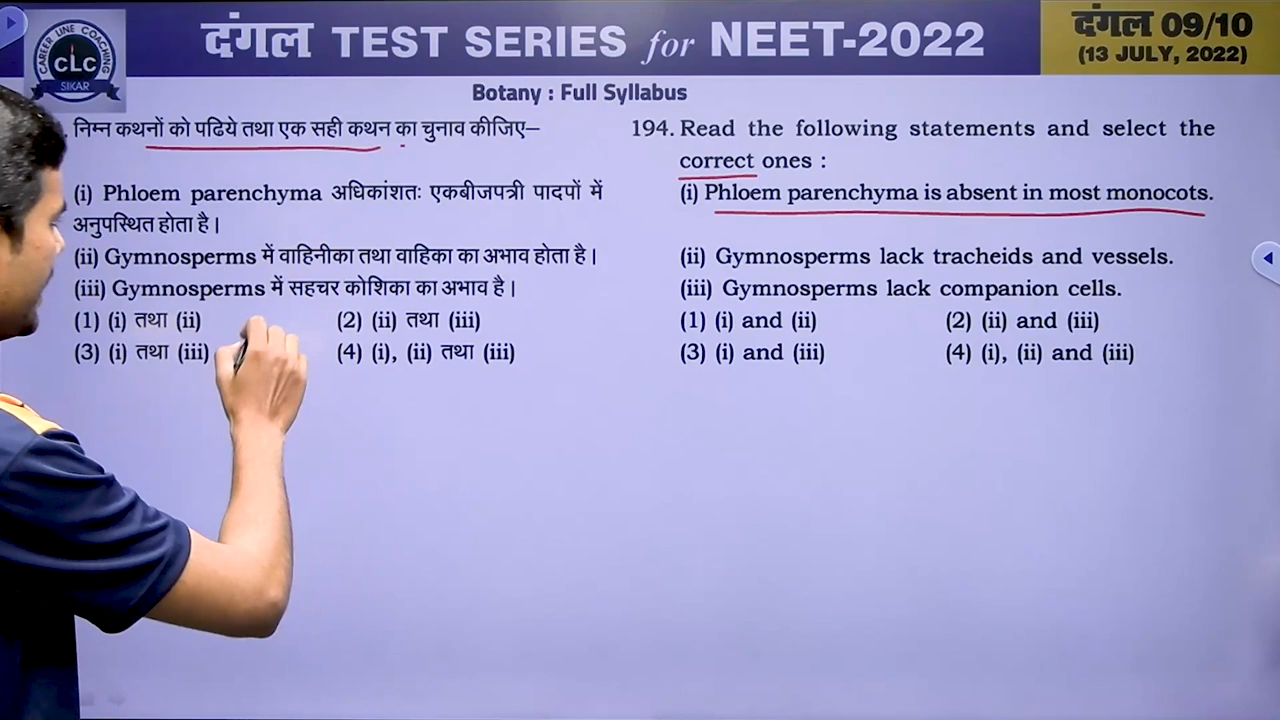 CAREER LINE COACHING
CLC
SIKAR
दंगल TEST SERIES for NEET-2022
दंगल 09/10
(13 JULY, 2022)
Botany : Full Syllabus
निम्न कथनों को पढिये तथा एक सही कथन का चुनाव कीजिए–
(i) Phloem parenchyma अधिकांशतः एकबीजपत्री पादपों में
अनुपस्थित होता है।
(ii) Gymnosperms में वाहिनीका तथा वाहिका का अभाव होता है।
(iii) Gymnosperms में सहचर कोशिका का अभाव है।
(1) (i) तथा (ii) (2) (ii) तथा (iii)
(3) (i) तथा (iii) (4) (i), (ii) तथा (iii)
194. Read the following statements and select the
correct ones :
(i) Phloem parenchyma is absent in most monocots.
(ii) Gymnosperms lack tracheids and vessels.
(iii) Gymnosperms lack companion cells.
(1) (i) and (ii) (2) (ii) and (iii)
(3) (i) and (iii) (4) (i), (ii) and (iii)